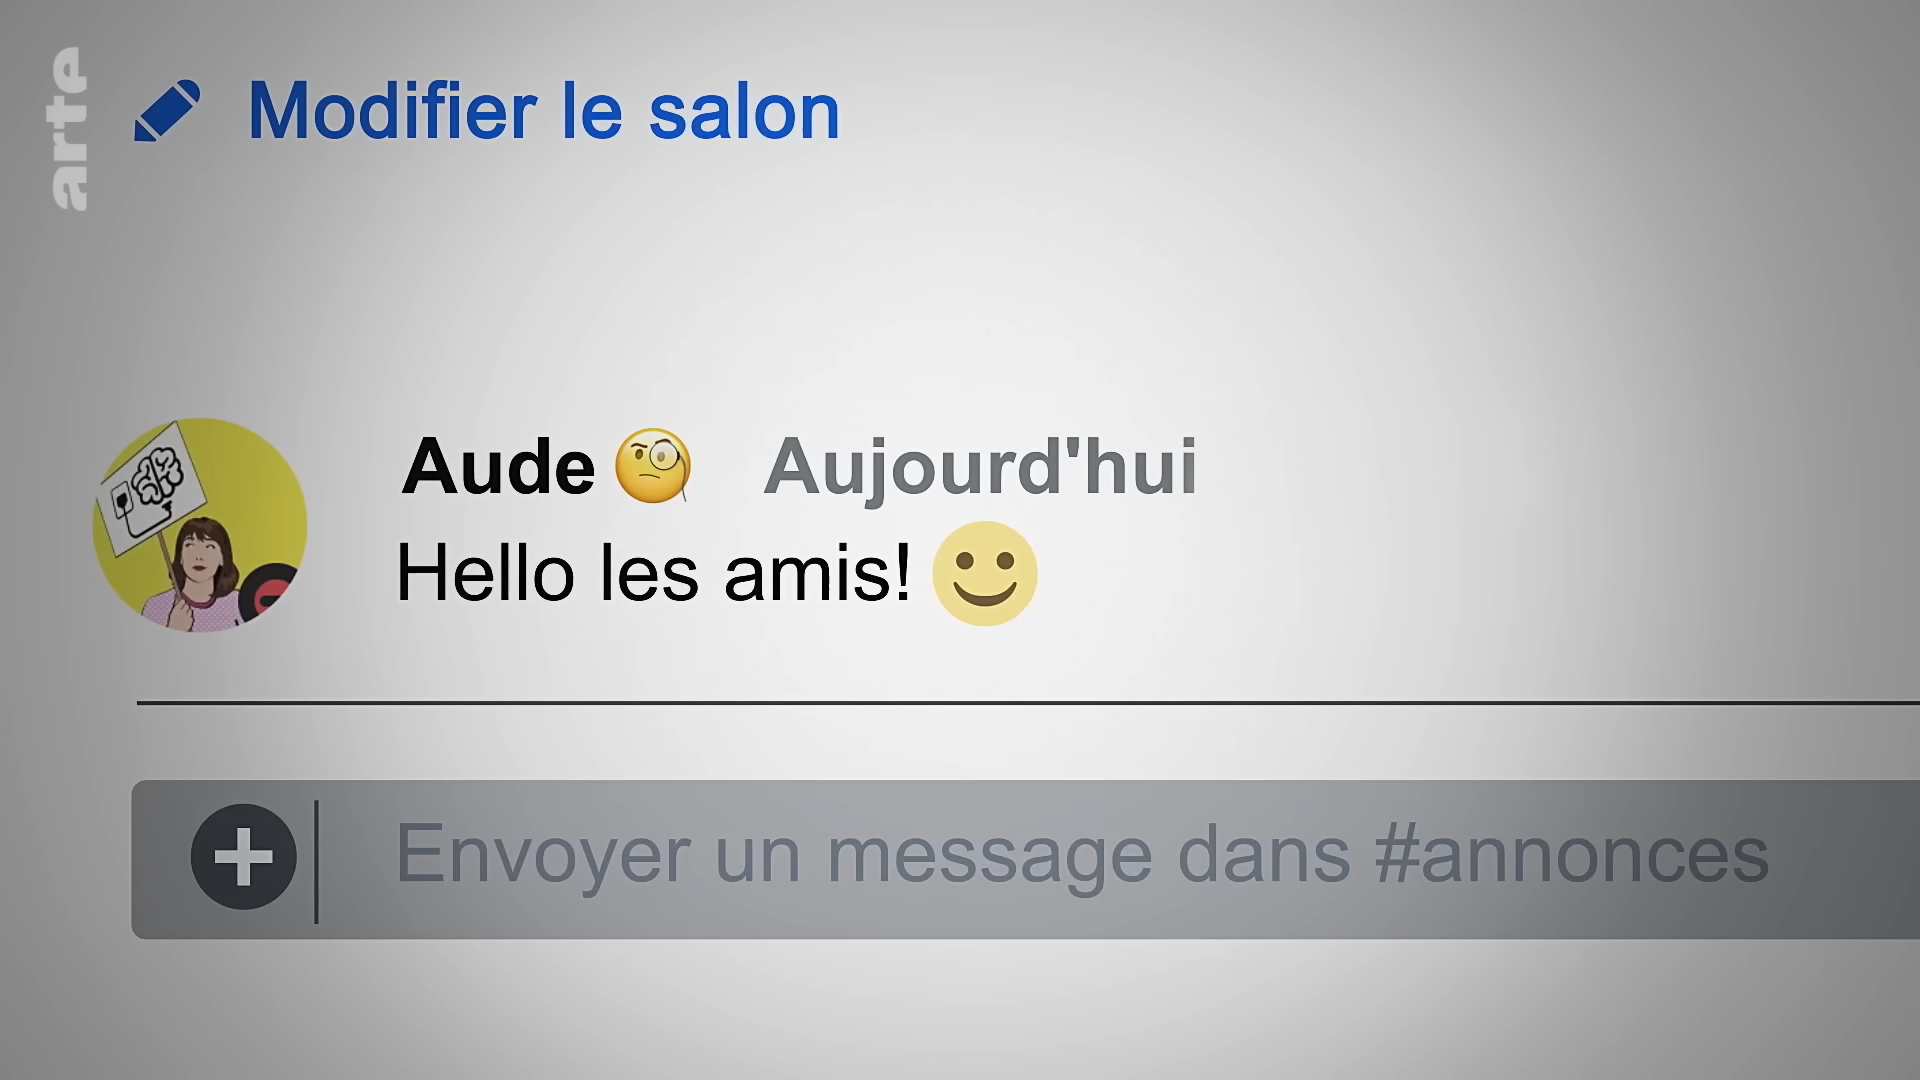 arte
Modifier le salon
Aude 🧐 Aujourd'hui
Hello les amis! 🙂
Envoyer un message dans #annonces